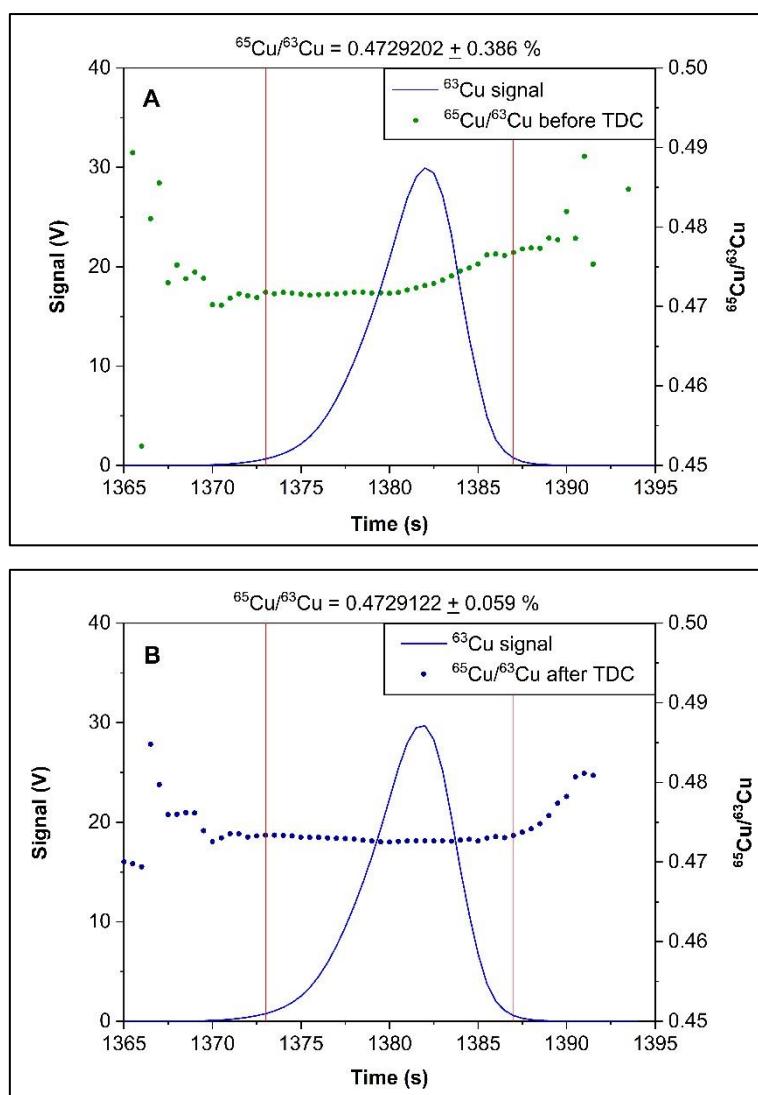 ⁶⁵Cu/⁶³Cu = 0.4729202 ± 0.386 %
A
⁶³Cu signal
⁶⁵Cu/⁶³Cu before TDC
Signal (V)
40
30
20
10
0
0.50
0.49
0.48
0.47
0.46
0.45
⁶⁵Cu/⁶³Cu
1365 1370 1375 1380 1385 1390 1395
Time (s)
⁶⁵Cu/⁶³Cu = 0.4729122 ± 0.059 %
B
⁶³Cu signal
⁶⁵Cu/⁶³Cu after TDC
Signal (V)
40
30
20
10
0
0.50
0.49
0.48
0.47
0.46
0.45
⁶⁵Cu/⁶³Cu
1365 1370 1375 1380 1385 1390 1395
Time (s)